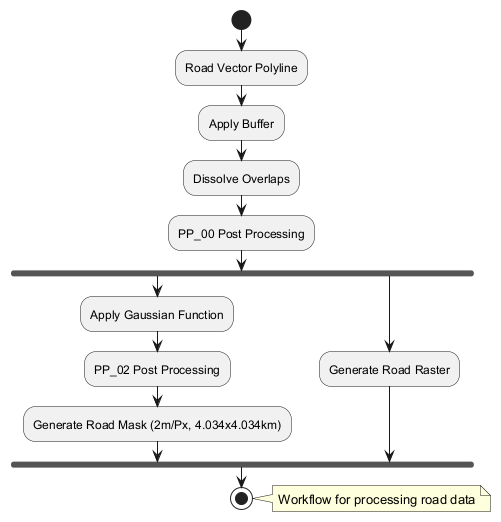 Road Vector Polyline
Apply Buffer
Dissolve Overlaps
PP_00 Post Processing
Apply Gaussian Function
PP_02 Post Processing
Generate Road Raster
Generate Road Mask (2m/Px, 4.034x4.034km)
Workflow for processing road data